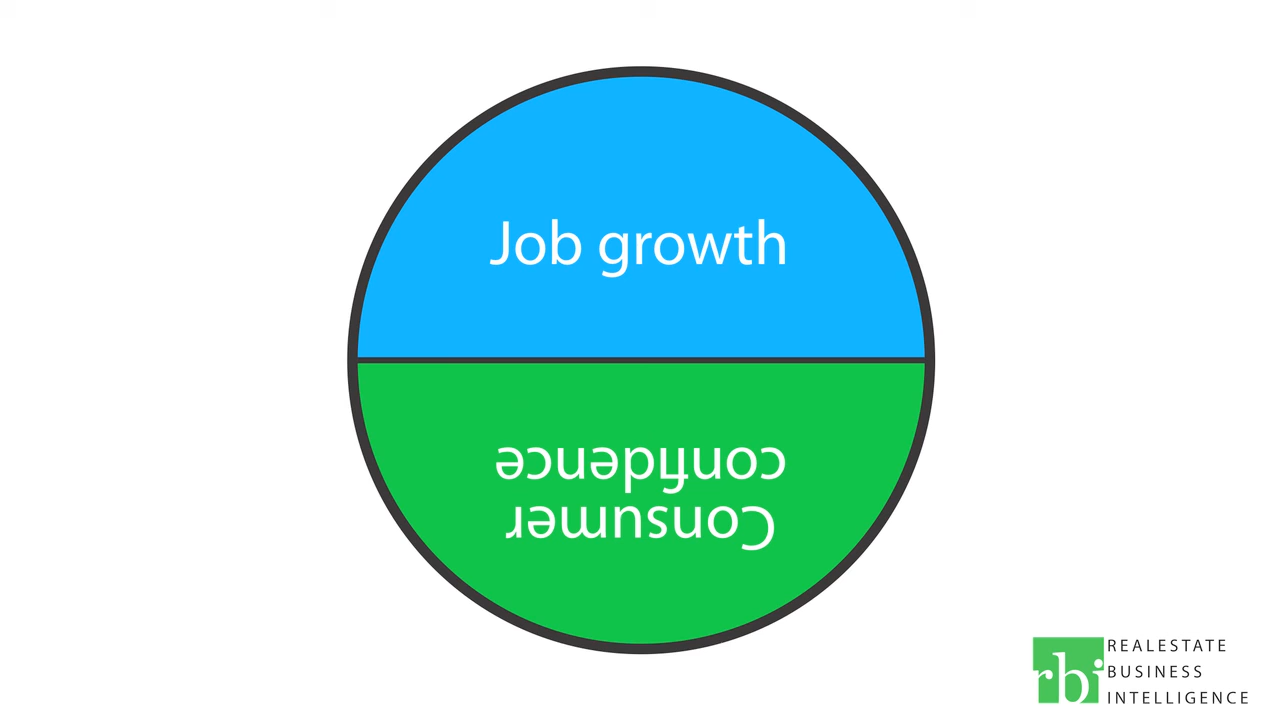 Job growth
Consumer
confidence
rbi
REALESTATE
BUSINESS
INTELLIGENCE